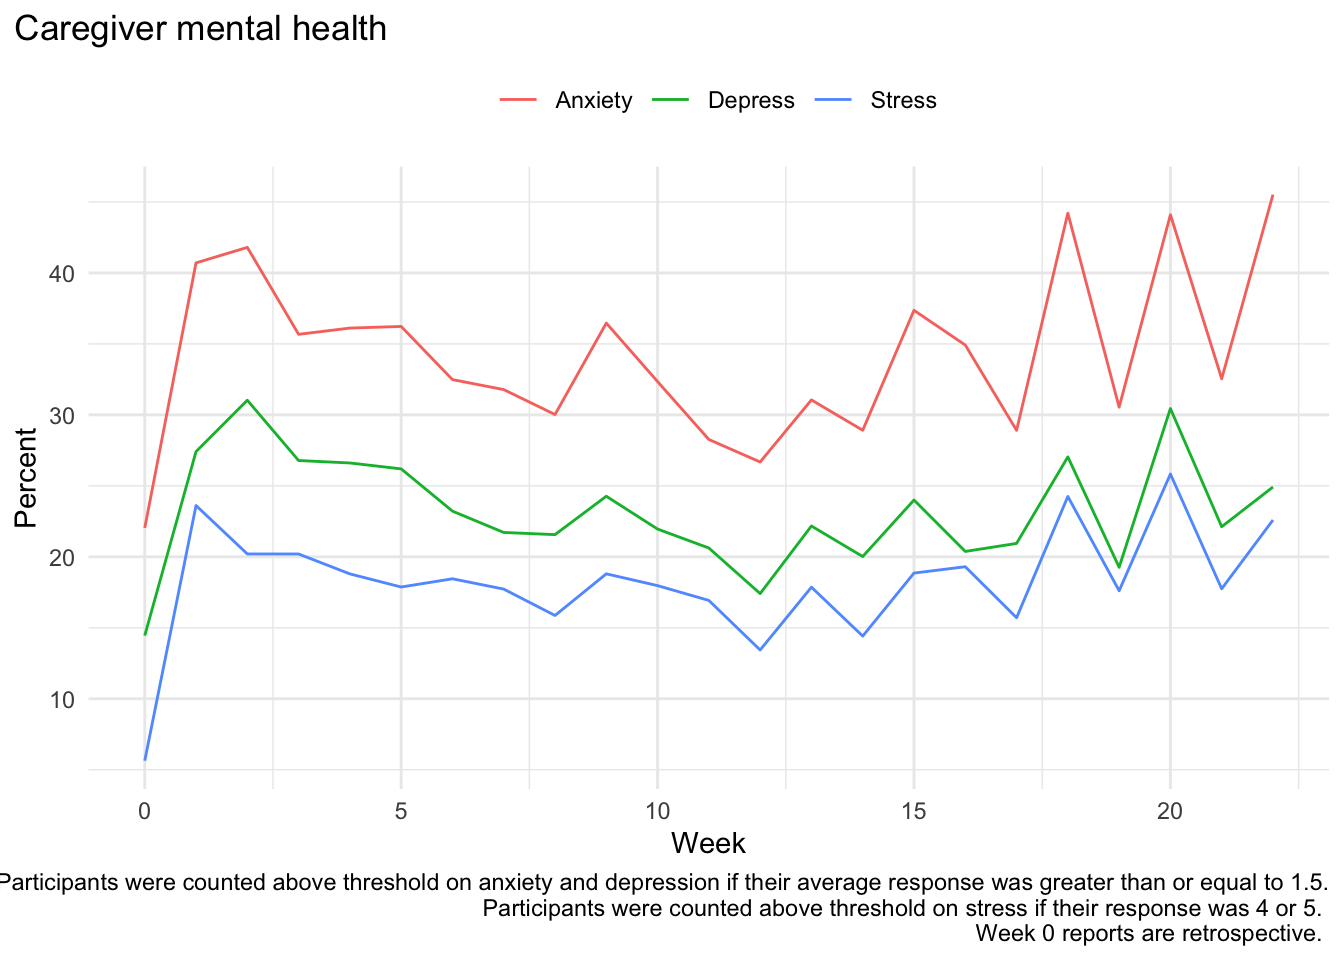 Caregiver mental health
Anxiety Depress Stress
40
30
20
10
Percent
0 5 10 15 20
Week
Participants were counted above threshold on anxiety and depression if their average response was greater than or equal to 1.5.
Participants were counted above threshold on stress if their response was 4 or 5.
Week 0 reports are retrospective.